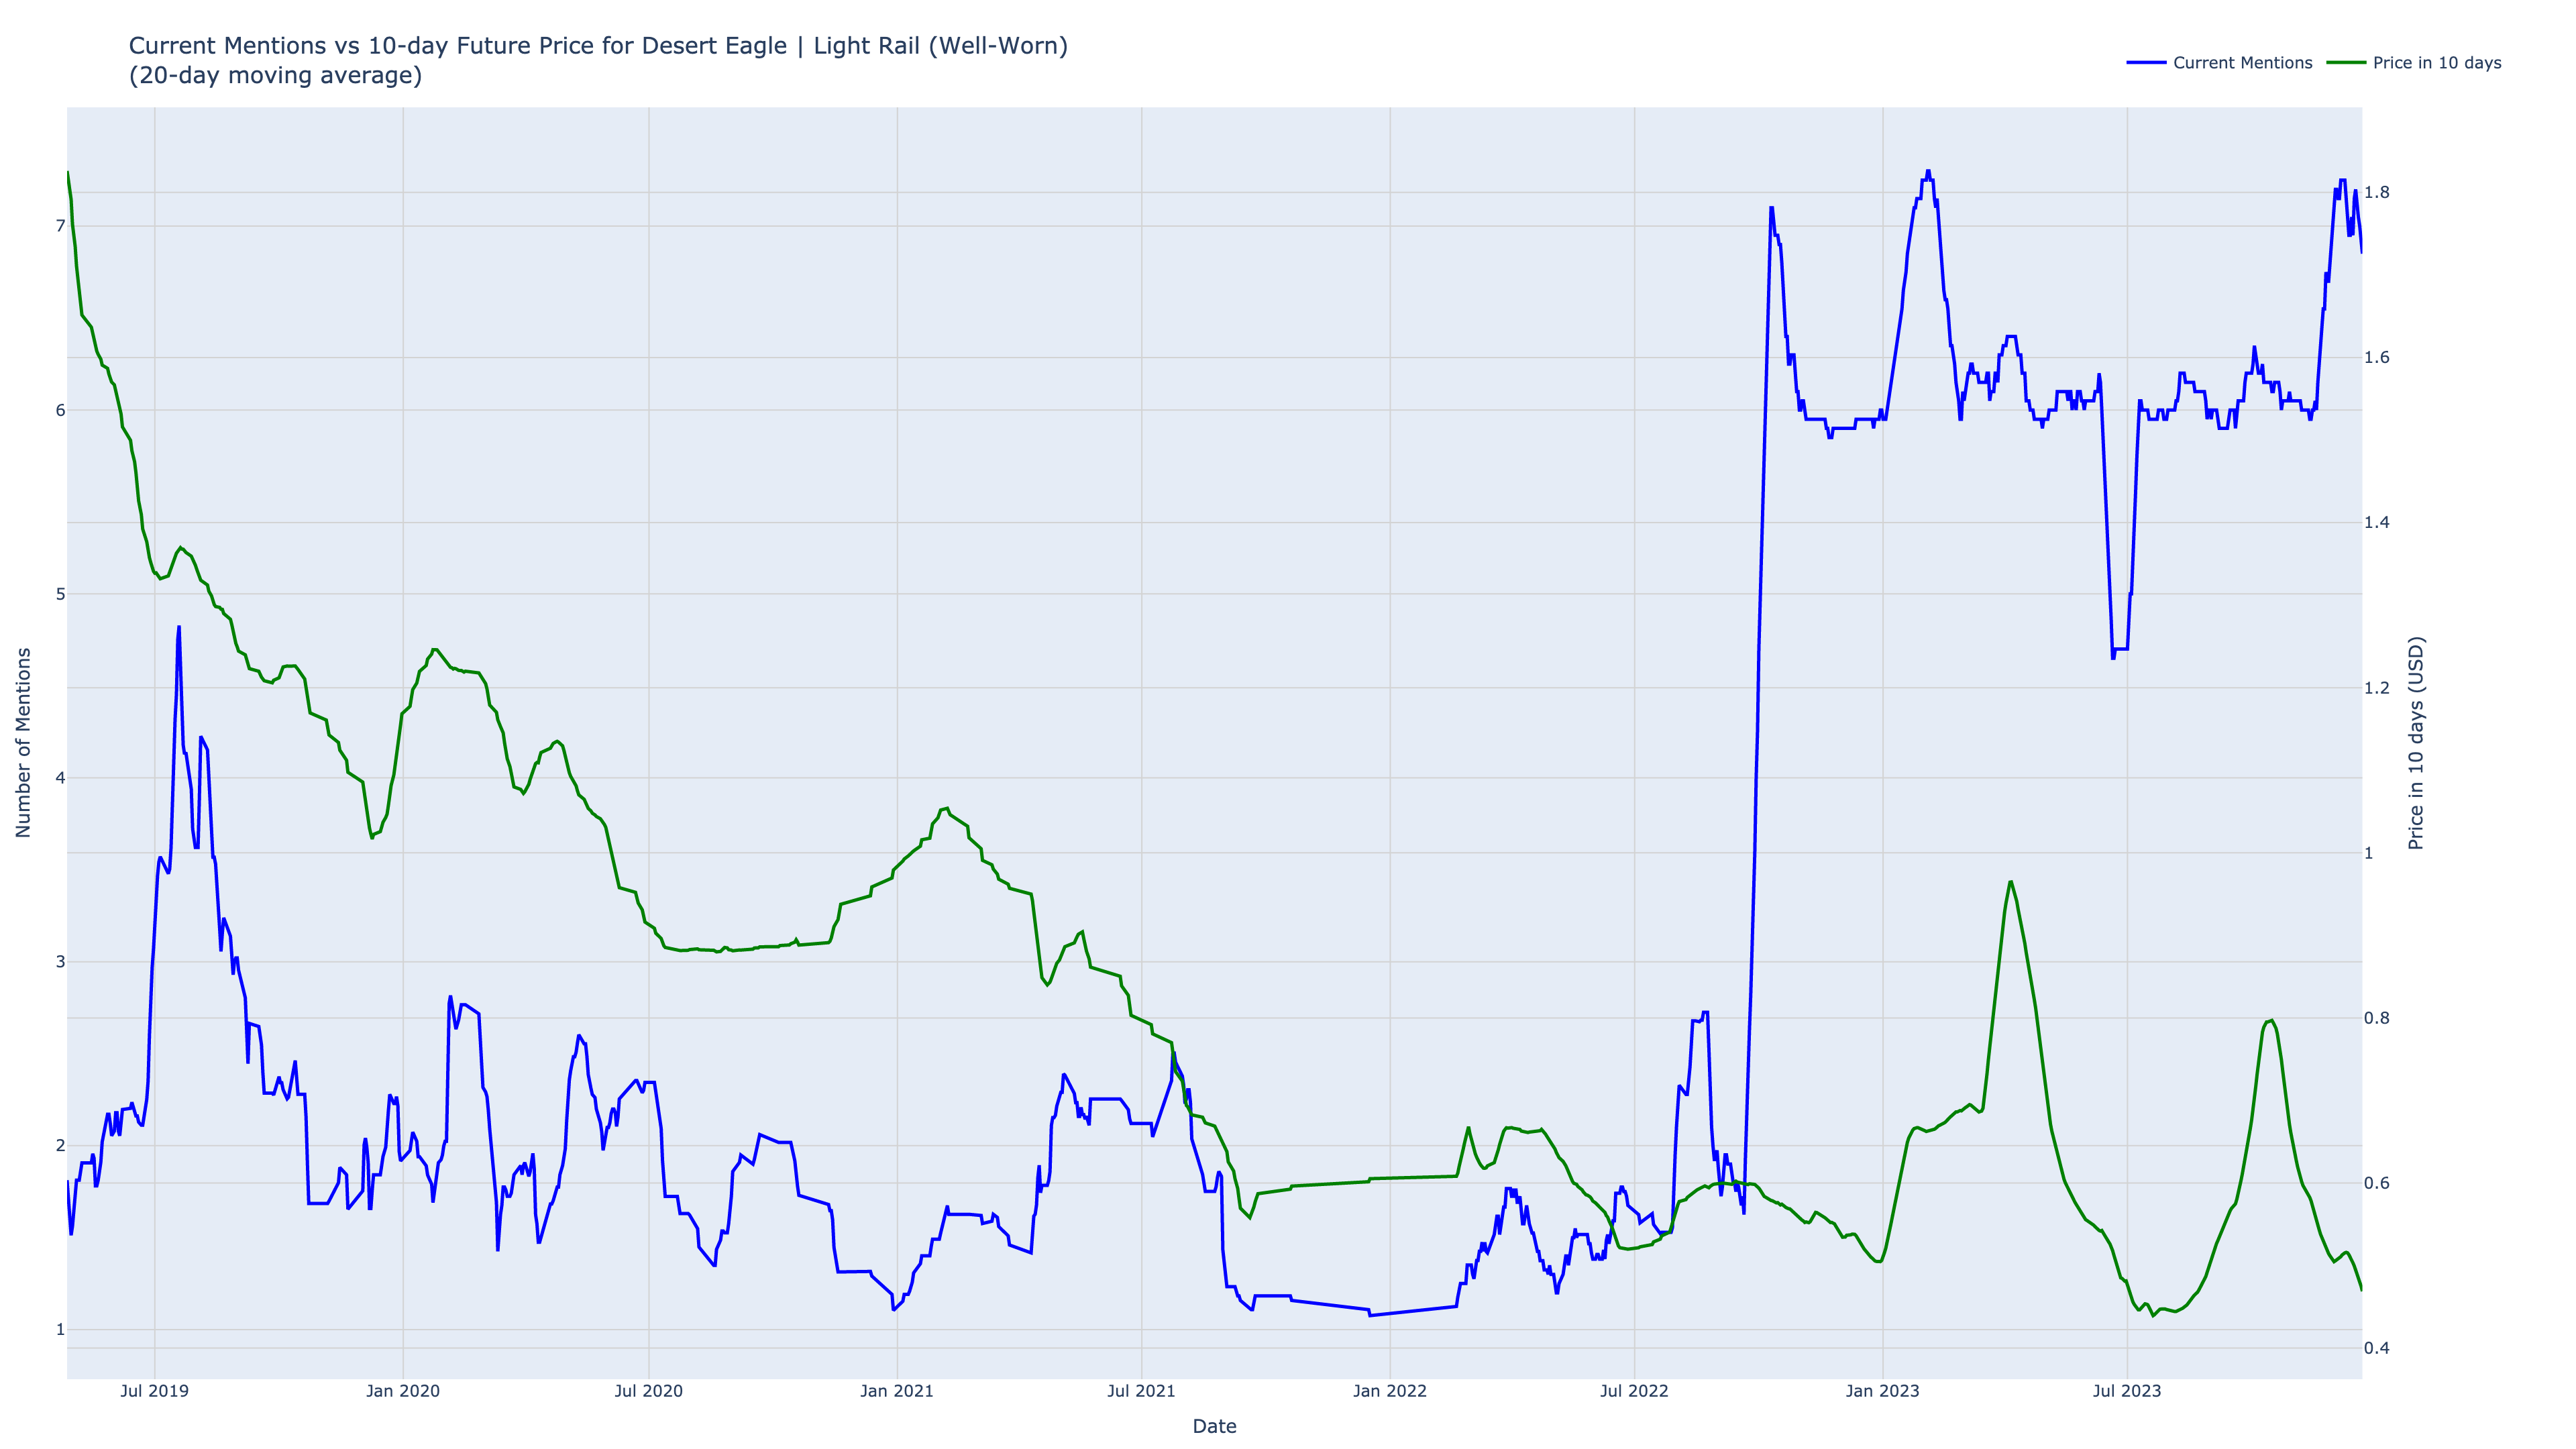 Current Mentions vs 10-day Future Price for Desert Eagle | Light Rail (Well-Worn)
(20-day moving average)
Current Mentions
Price in 10 days
7
6
5
4
3
2
1
Number of Mentions
1.8
1.6
1.4
1.2
1
0.8
0.6
0.4
Price in 10 days (USD)
Jul 2019
Jan 2020
Jul 2020
Jan 2021
Jul 2021
Jan 2022
Jul 2022
Jan 2023
Jul 2023
Date